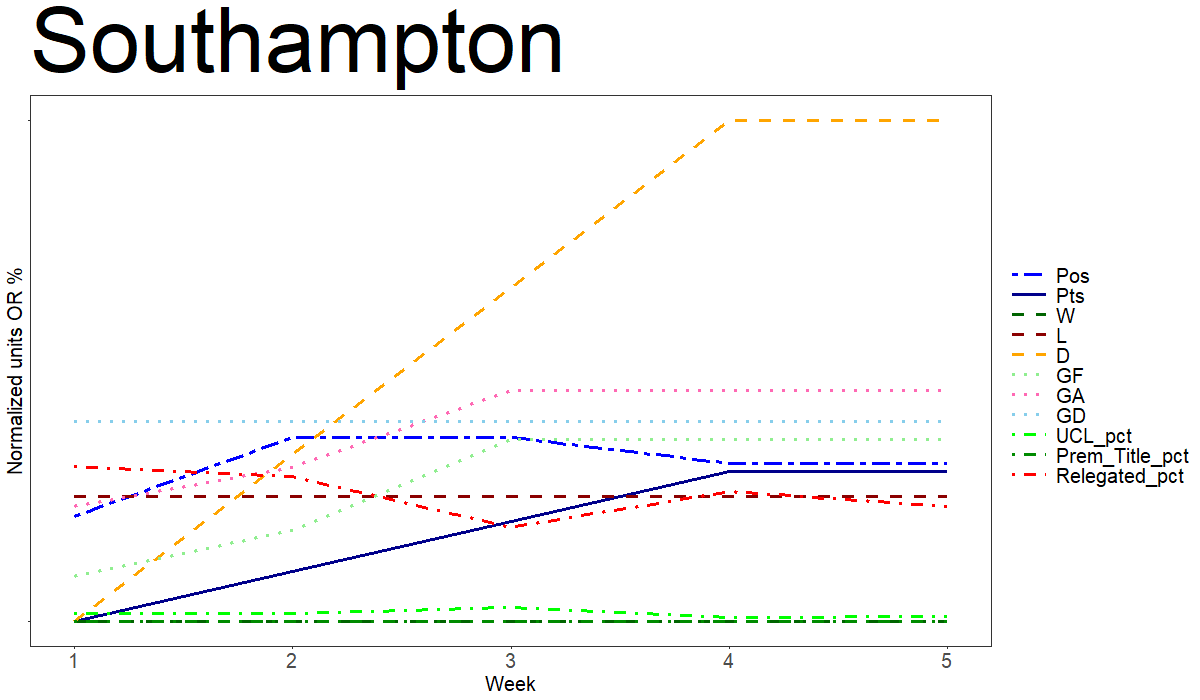 Southampton
Normalized units OR %
1 2 3 4 5
Week
Pos
Pts
W
L
D
GF
GA
GD
UCL_pct
Prem_Title_pct
Relegated_pct